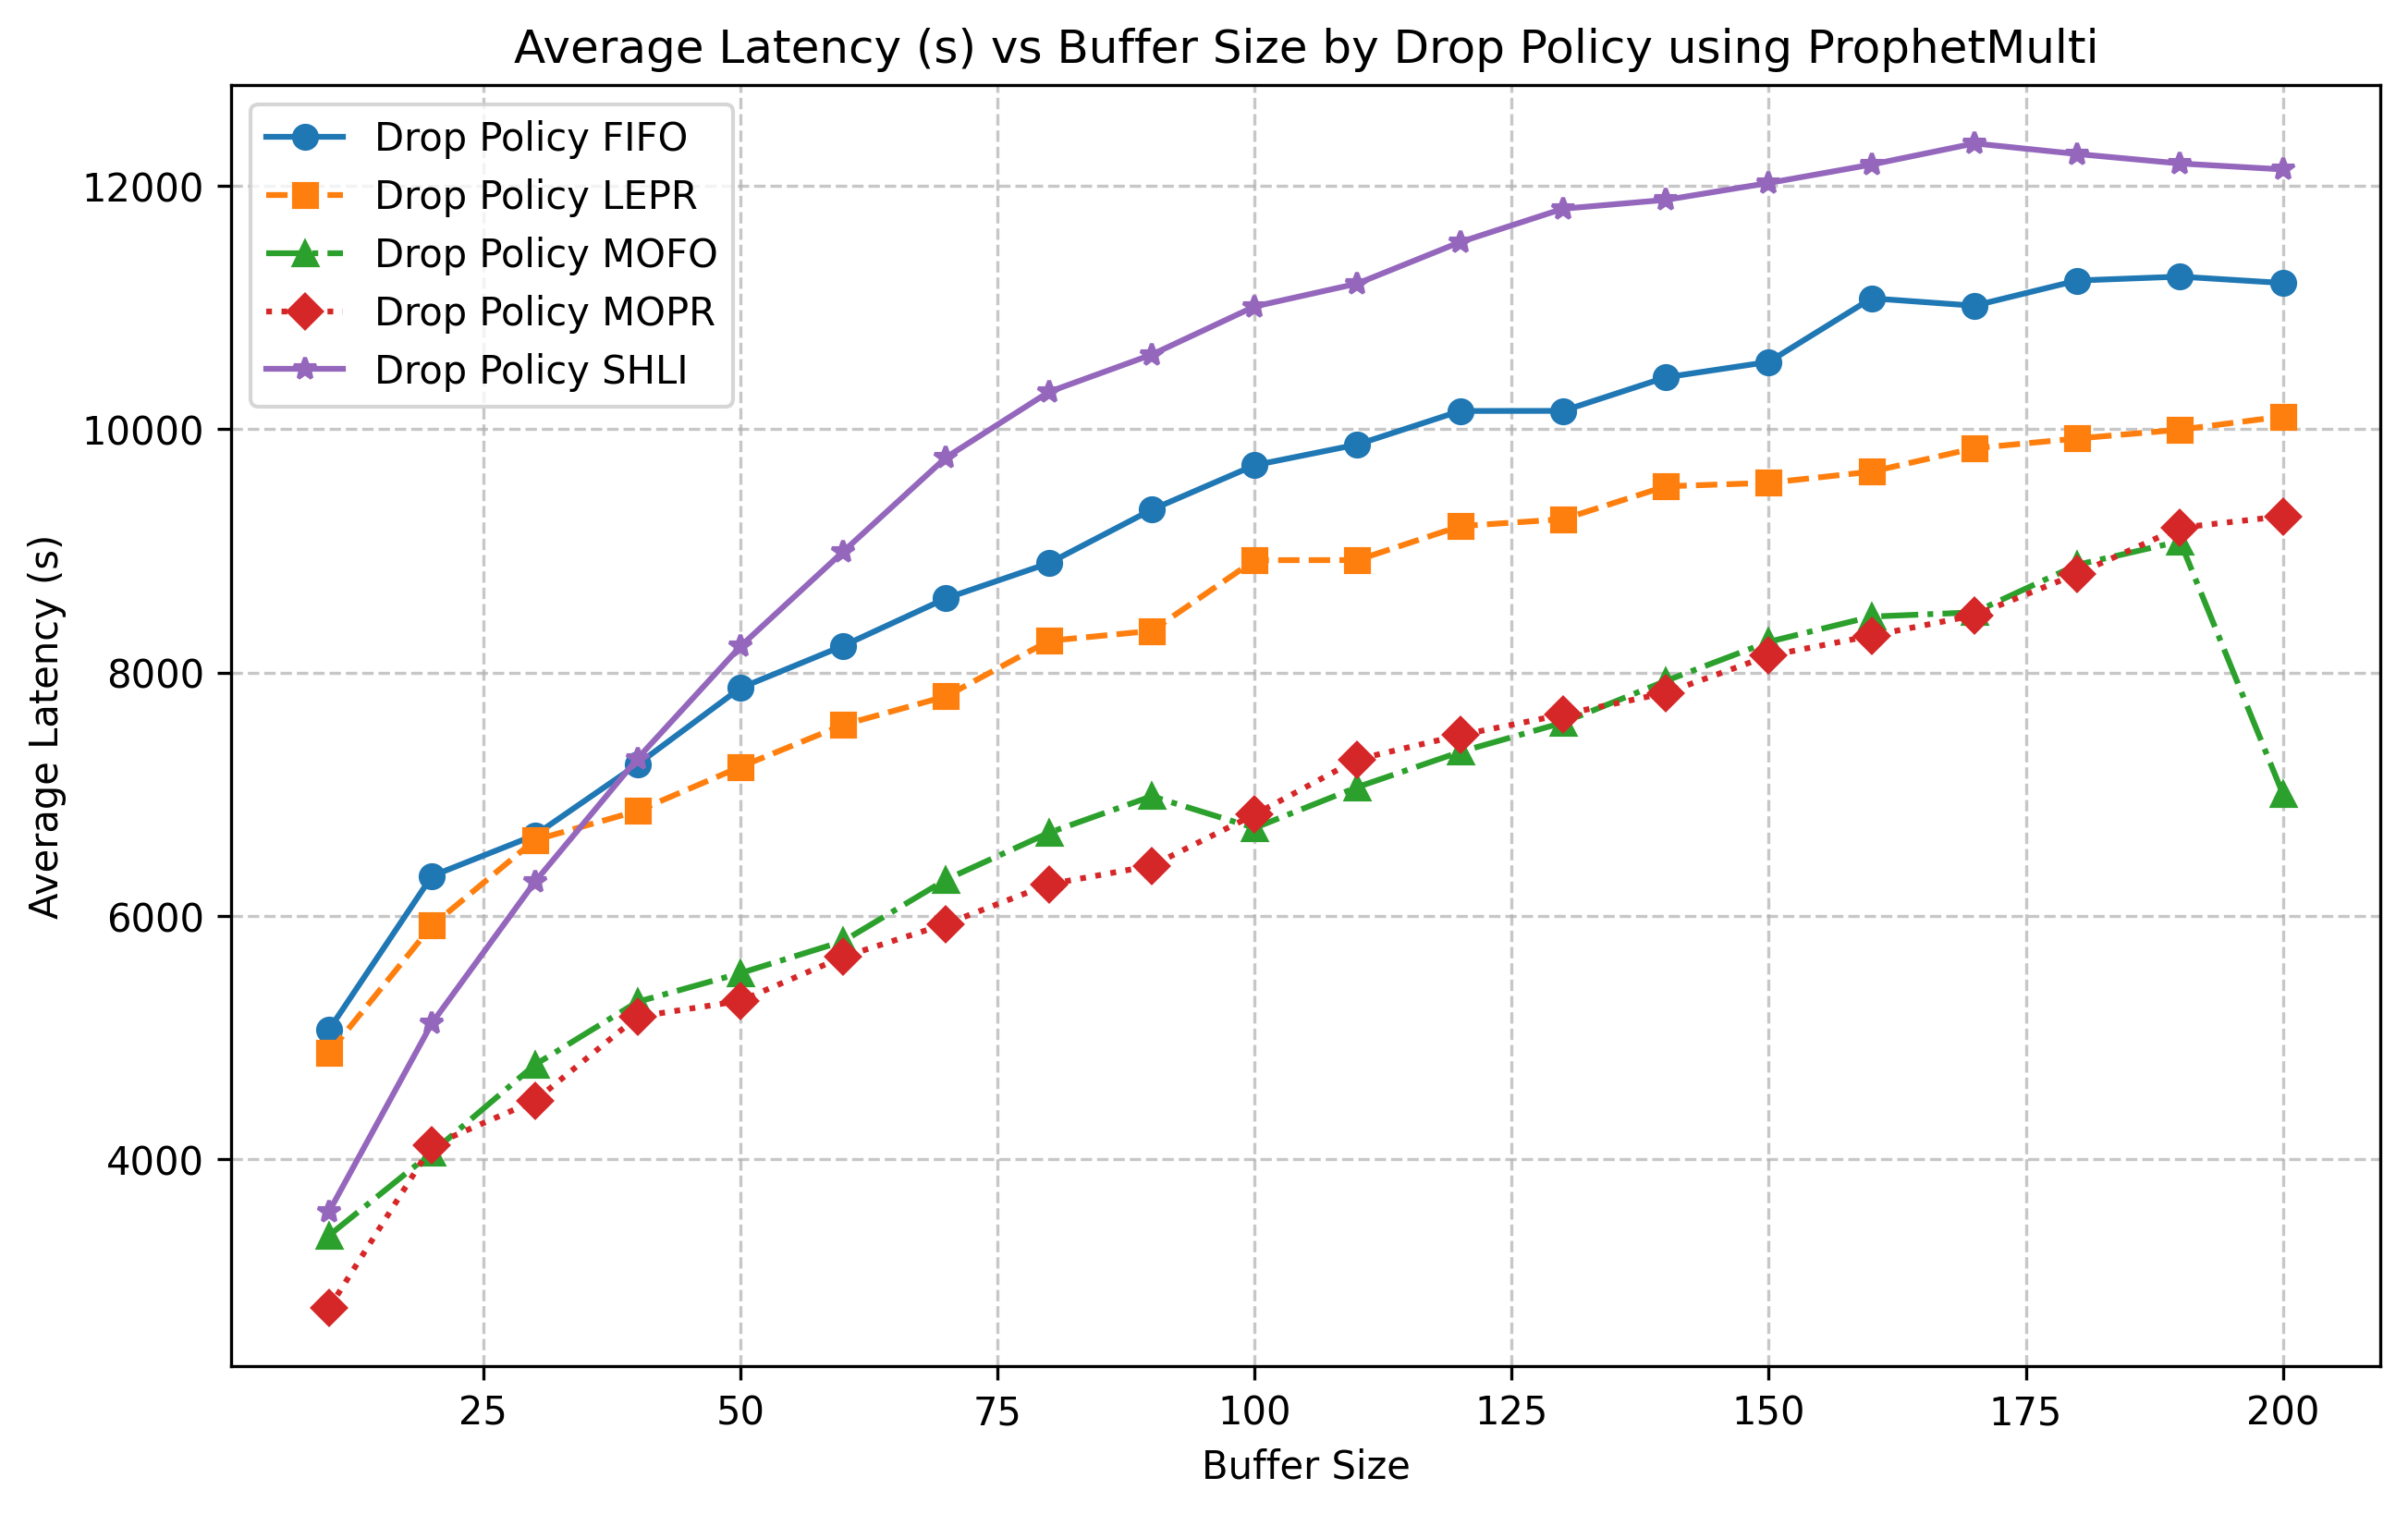 Average Latency (s) vs Buffer Size by Drop Policy using ProphetMulti
Drop Policy FIFO
Drop Policy LEPR
Drop Policy MOFO
Drop Policy MOPR
Drop Policy SHLI
12000
10000
8000
6000
4000
Average Latency (s)
25 50 75 100 125 150 175 200
Buffer Size